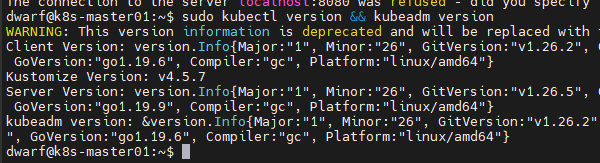 The connection to the server localhost:8080 was refused - did you specify
dwarf@k8s-master01:~$ sudo kubectl version && kubeadm version
WARNING: This version information is deprecated and will be replaced with
Client Version: version.Info{Major:"1", Minor:"26", GitVersion:"v1.26.2",
GoVersion:"go1.19.6", Compiler:"gc", Platform:"linux/amd64"}
Kustomize Version: v4.5.7
Server Version: version.Info{Major:"1", Minor:"26", GitVersion:"v1.26.5",
GoVersion:"go1.19.9", Compiler:"gc", Platform:"linux/amd64"}
kubeadm version: &version.Info{Major:"1", Minor:"26", GitVersion:"v1.26.2"
", GoVersion:"go1.19.6", Compiler:"gc", Platform:"linux/amd64"}
dwarf@k8s-master01:~$